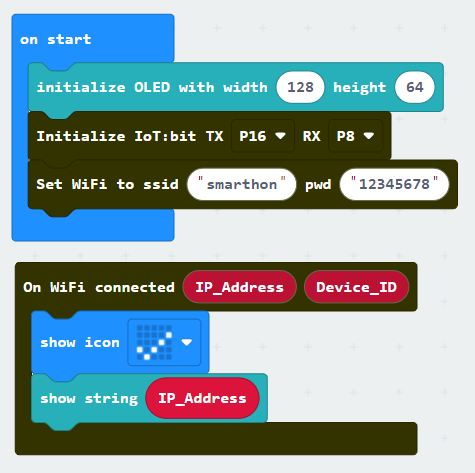 on start
initialize OLED with width 128 height 64
Initialize IoT:bit TX P16 RX P8
Set WiFi to ssid "smarthon" pwd "12345678"
On WiFi connected IP_Address Device_ID
show icon
show string IP_Address